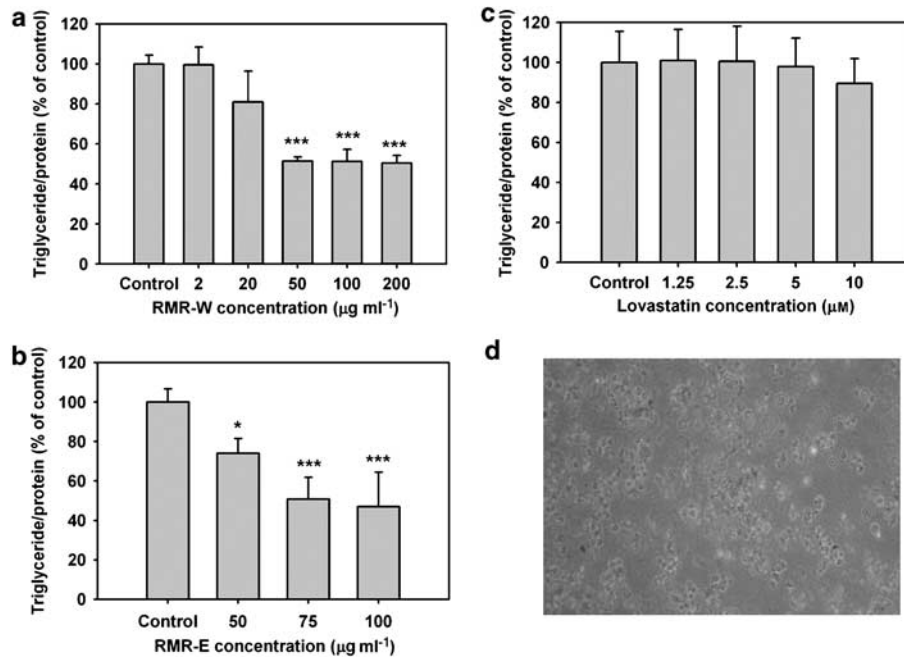 a
Triglyceride/protein (% of control)
120
100
80
60
40
20
0
***
***
***
Control 2 20 50 100 200
RMR-W concentration (μg ml⁻¹)
b
Triglyceride/protein (% of control)
120
100
80
60
40
20
0
*
***
***
Control 50 75 100
RMR-E concentration (μg ml⁻¹)
c
Triglyceride/protein (% of control)
120
100
80
60
40
20
0
Control 1.25 2.5 5 10
Lovastatin concentration (μM)
d